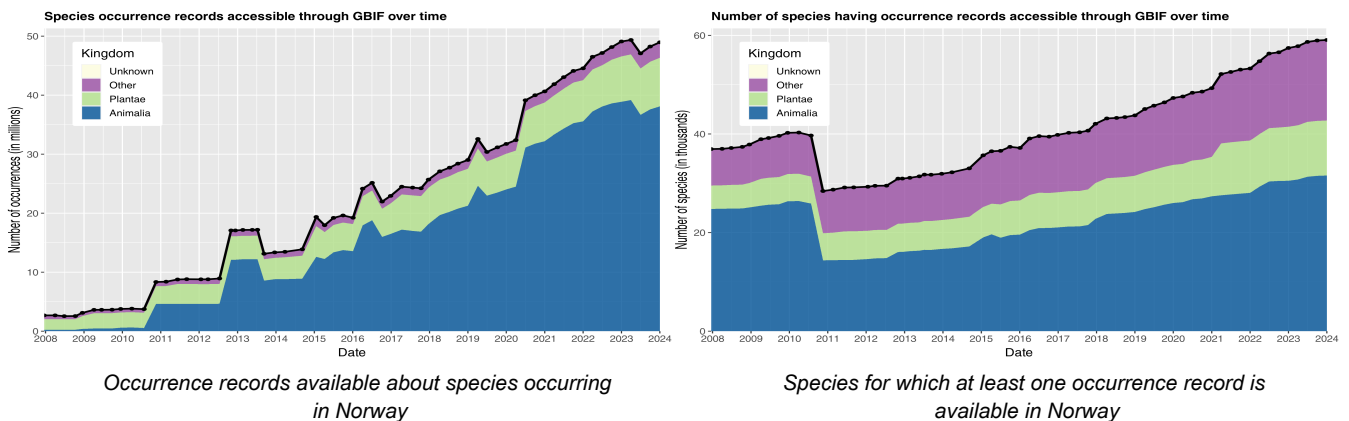 Species occurrence records accessible through GBIF over time
Number of occurrences (in millions)
50
40
30
20
10
0
Kingdom
Unknown
Other
Plantae
Animalia
2008 2009 2010 2011 2012 2013 2014 2015 2016 2017 2018 2019 2020 2021 2022 2023 2024
Date
Occurrence records available about species occurring
in Norway
Number of species having occurrence records accessible through GBIF over time
Number of species (in thousands)
60
40
20
0
Kingdom
Unknown
Other
Plantae
Animalia
2008 2009 2010 2011 2012 2013 2014 2015 2016 2017 2018 2019 2020 2021 2022 2023 2024
Date
Species for which at least one occurrence record is
available in Norway